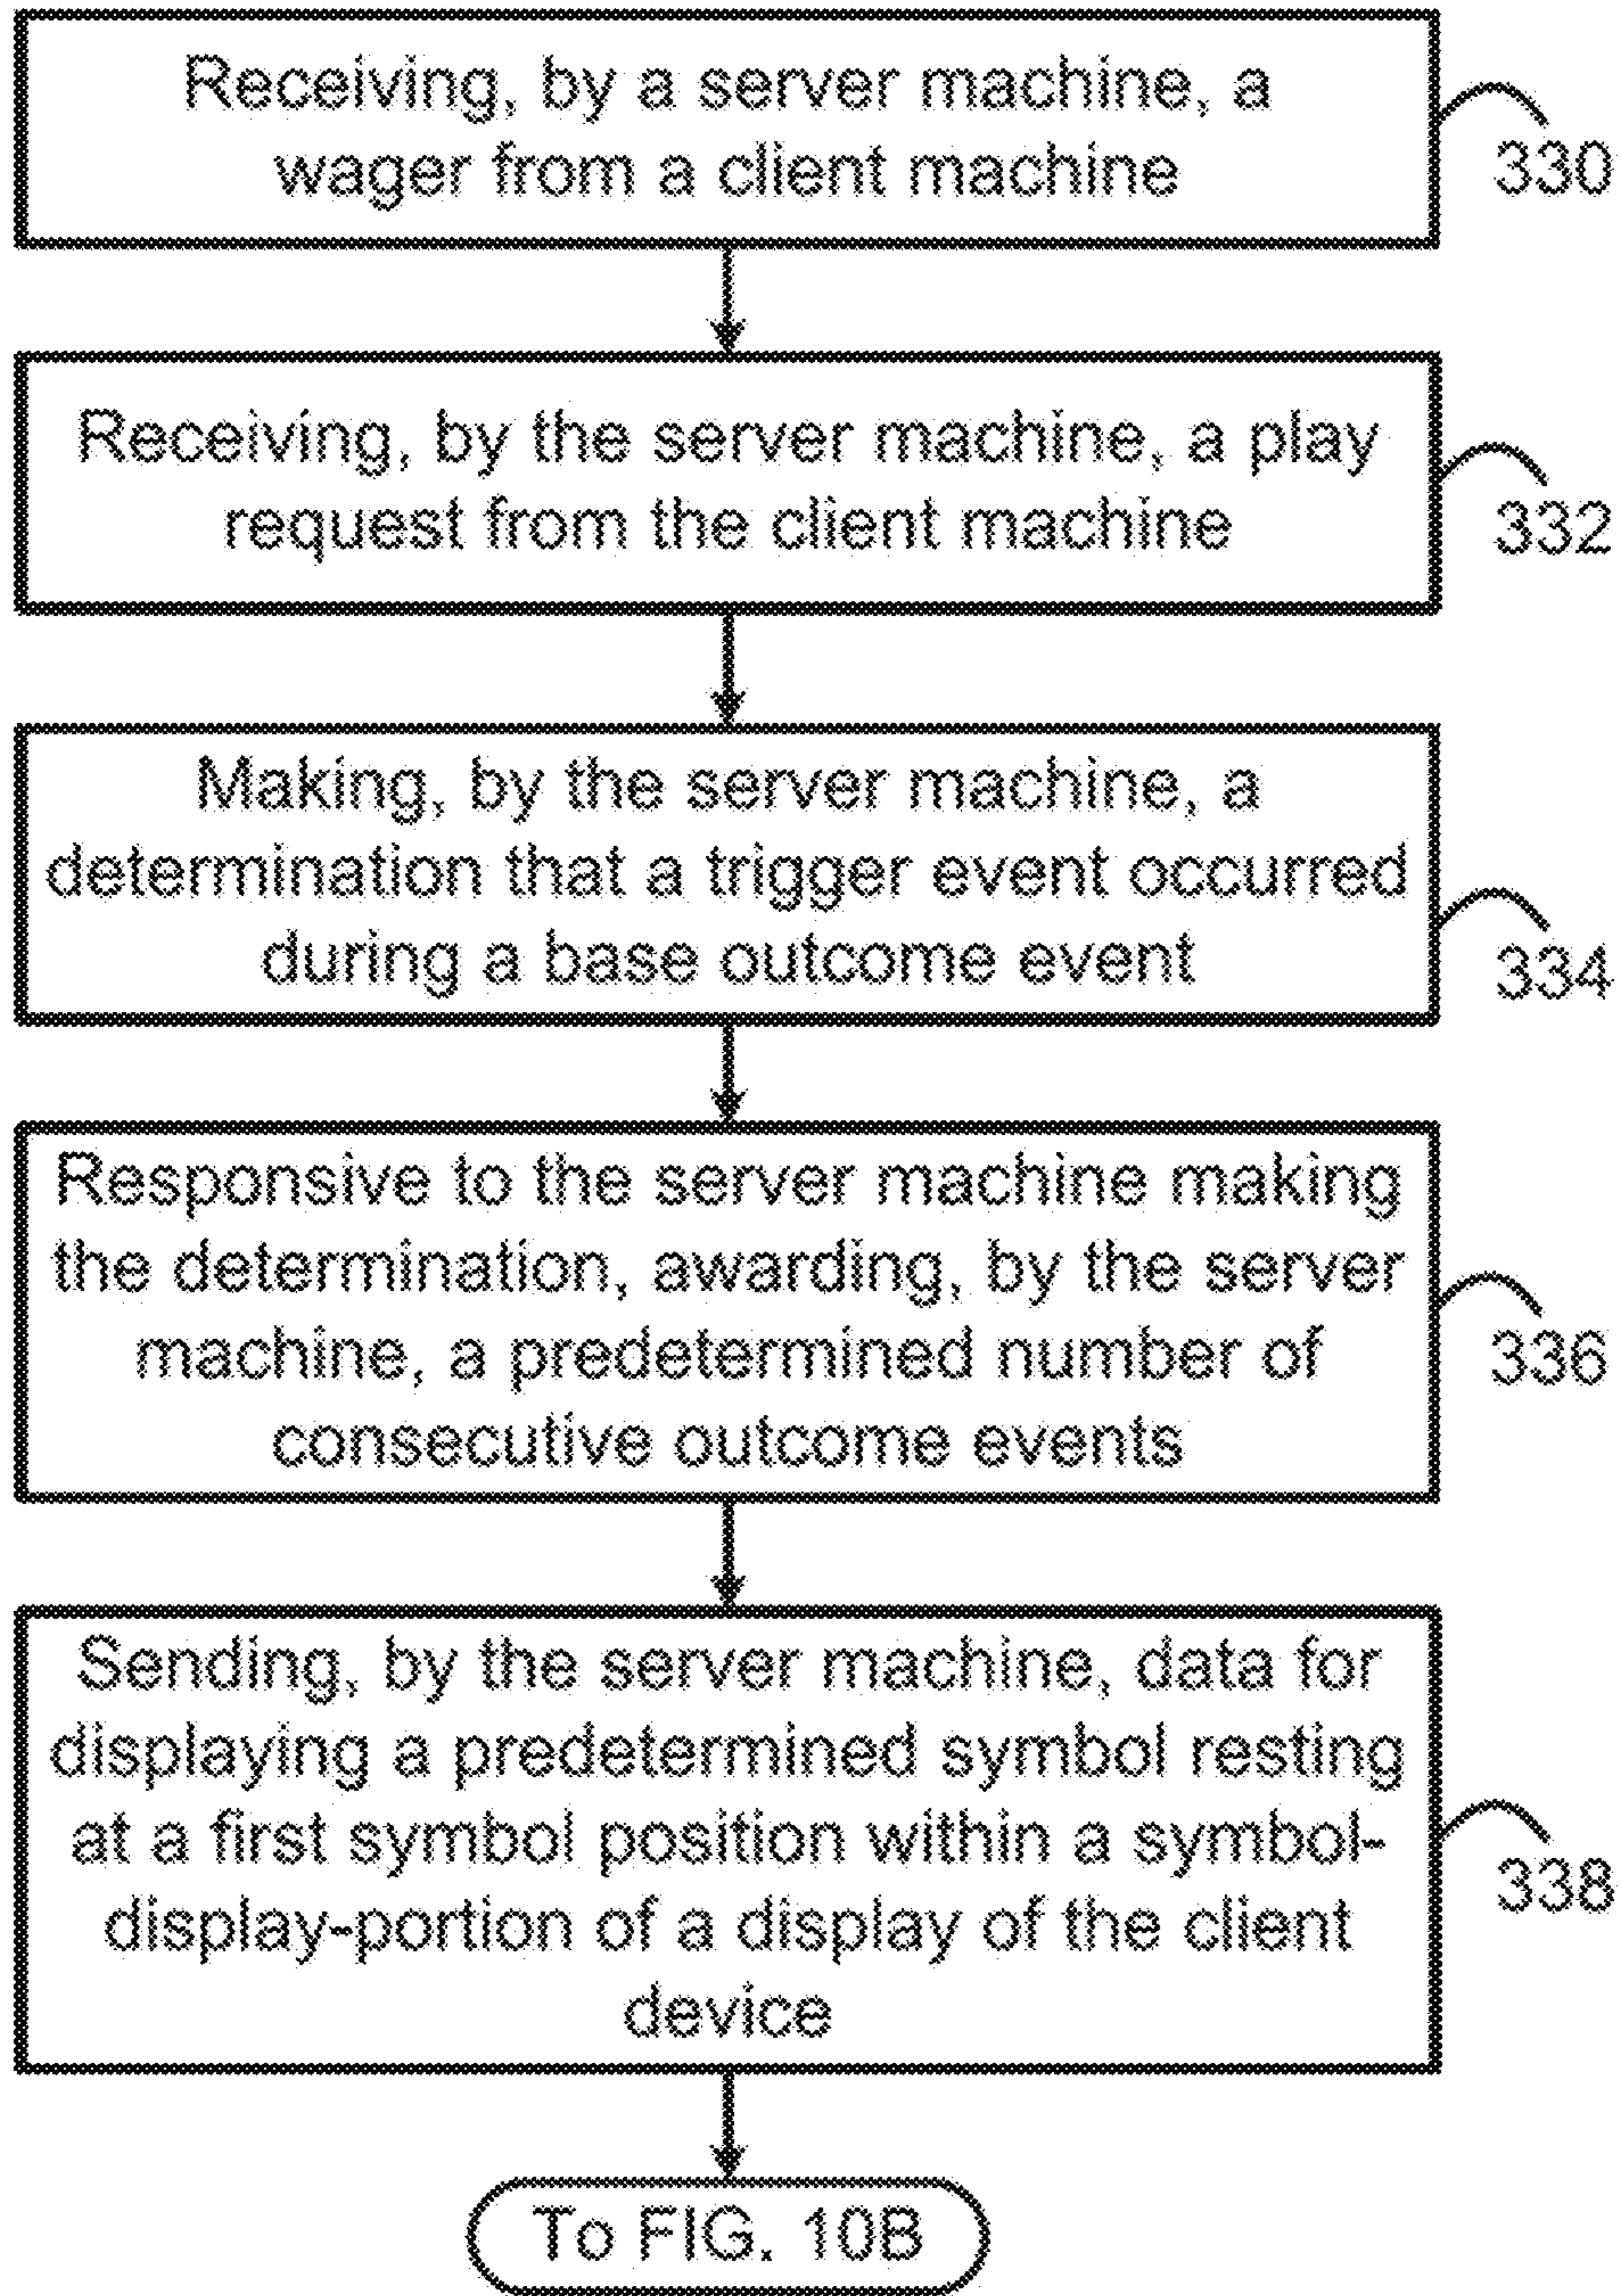 Receiving, by a server machine, a
wager from a client machine
330
Receiving, by the server machine, a play
request from the client machine
332
Making, by the server machine, a
determination that a trigger event occurred
during a base outcome event
334
Responsive to the server machine making
the determination, awarding, by the server
machine, a predetermined number of
consecutive outcome events
336
Sending, by the server machine, data for
displaying a predetermined symbol resting
at a first symbol position within a symbol-
display-portion of a display of the client
device
338
To FIG. 10B